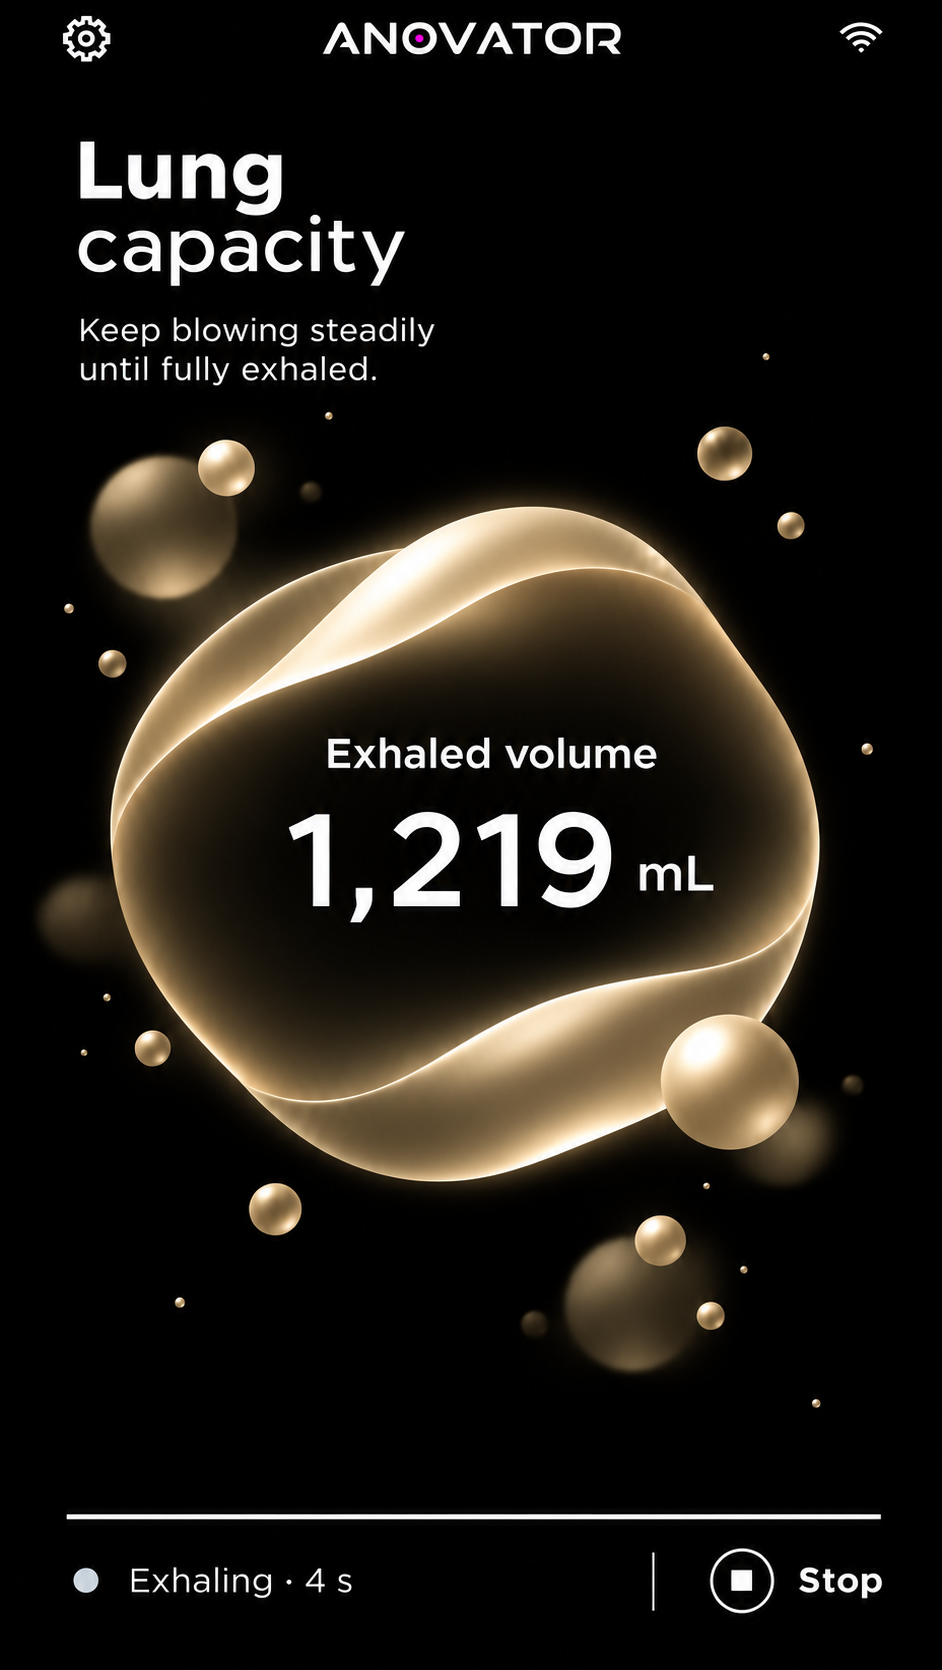 ANOVATOR
Lung
capacity
Keep blowing steadily
until fully exhaled.
Exhaled volume
1,219 mL
Exhaling · 4 s
Stop